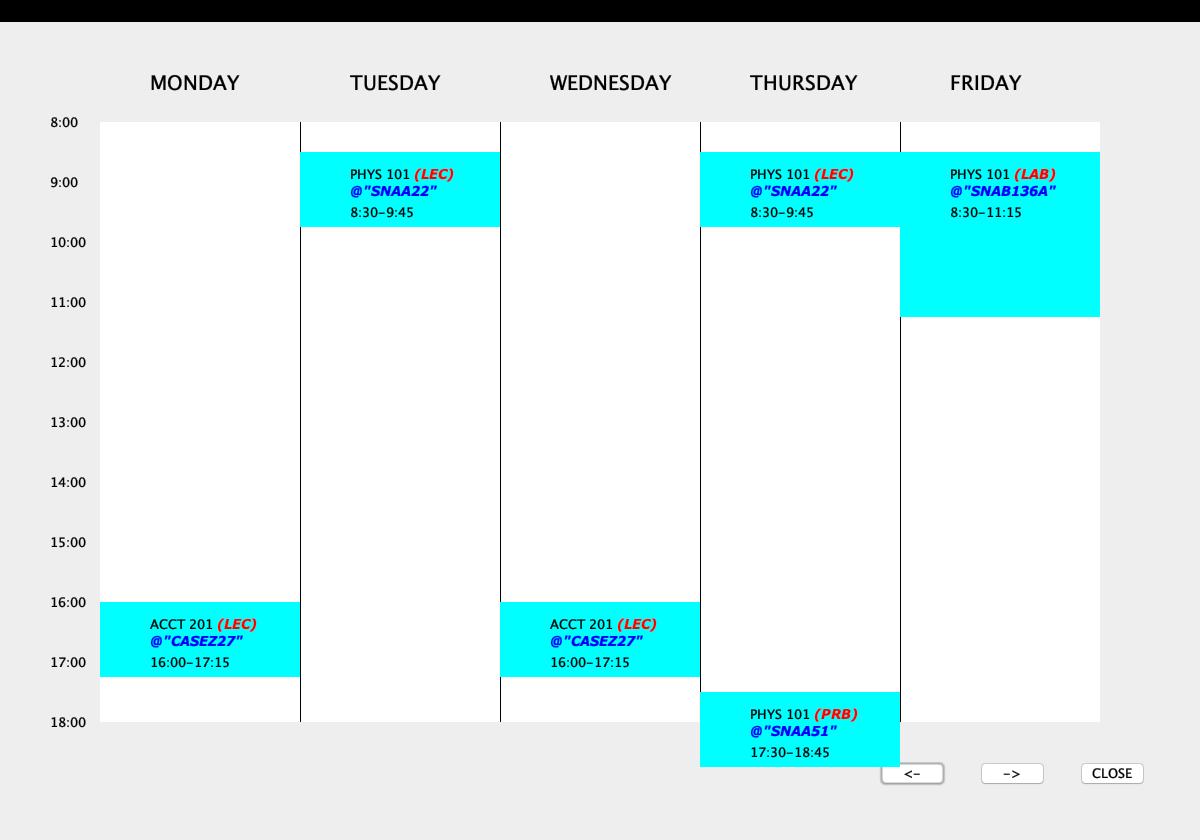 MONDAY TUESDAY WEDNESDAY THURSDAY FRIDAY
8:00
PHYS 101 (LEC) PHYS 101 (LEC) PHYS 101 (LAB)
9:00
@"SNAA22" @"SNAA22" @"SNAB136A"
8:30-9:45 8:30-9:45 8:30-11:15
10:00
11:00
12:00
13:00
14:00
15:00
16:00
ACCT 201 (LEC) ACCT 201 (LEC)
@"CASEZ27" @"CASEZ27"
17:00 16:00-17:15 16:00-17:15
PHYS 101 (PRB)
18:00
@"SNAA51"
17:30-18:45
<- -> CLOSE